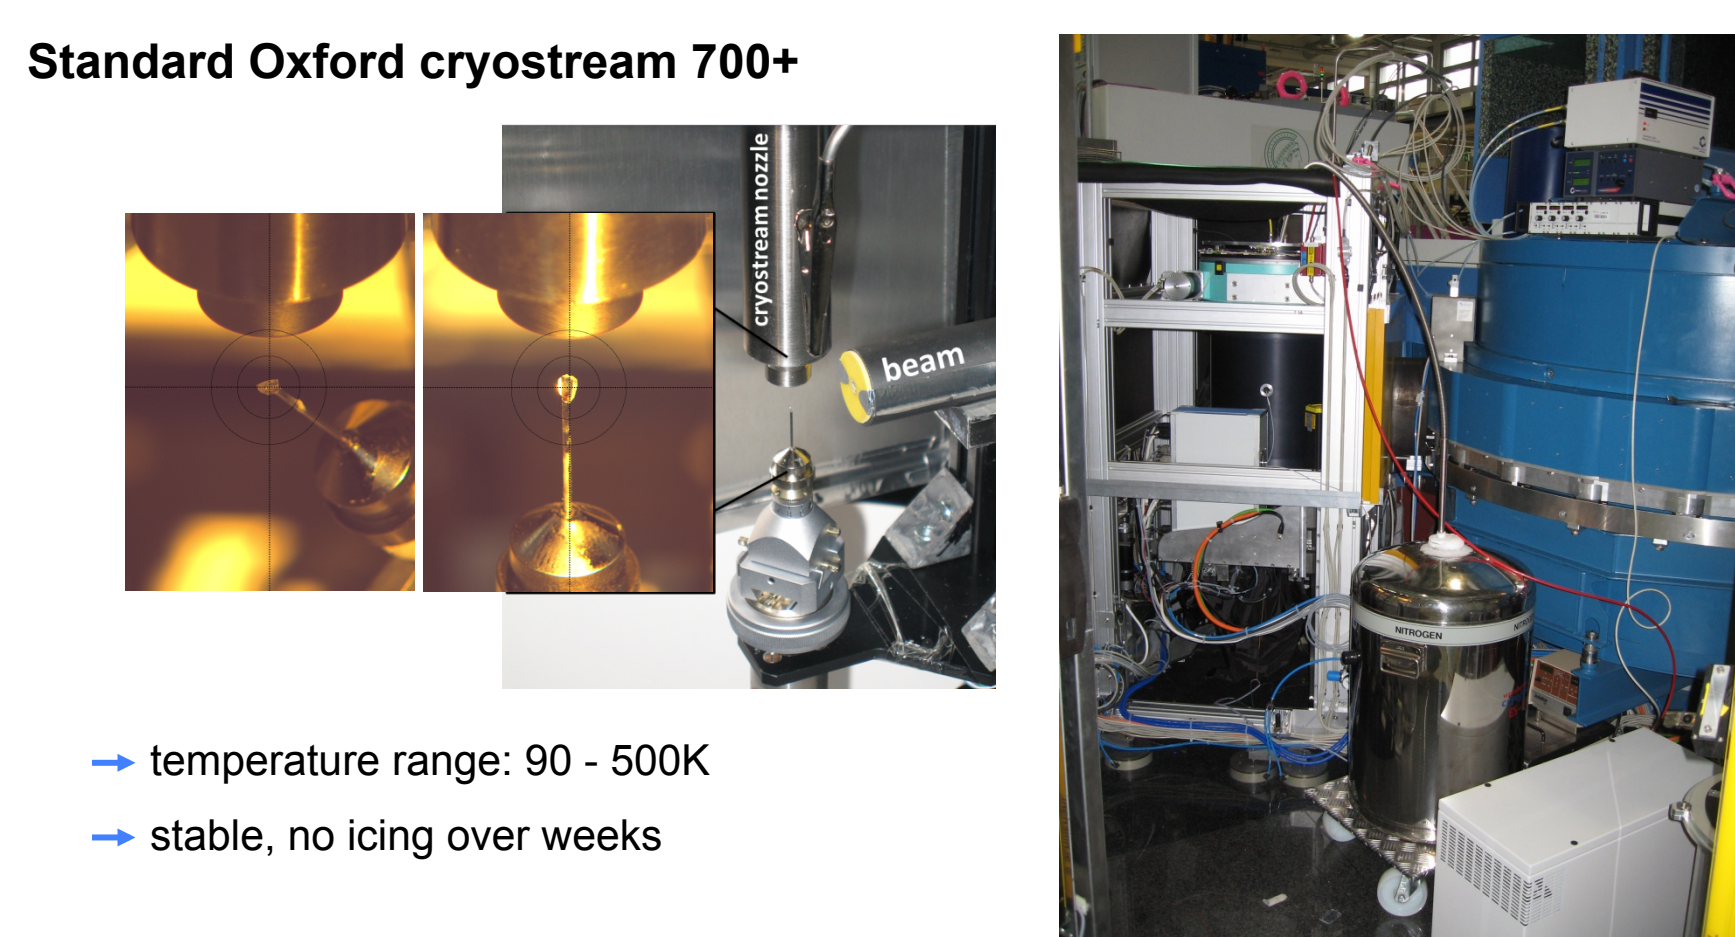 Standard Oxford cryostream 700+
cryostream nozzle
beam
temperature range: 90 - 500K
stable, no icing over weeks
NITROGEN